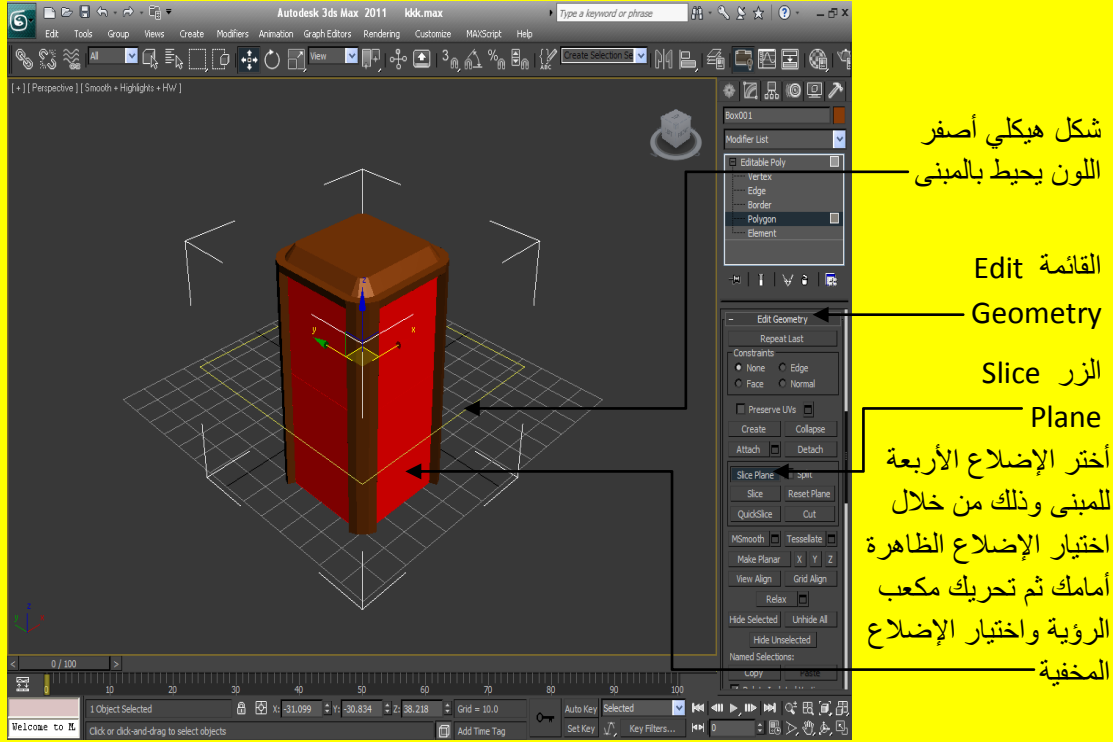 Autodesk 3ds Max 2011 kkk.max
Type a keyword or phrase
Edit Tools Group Views Create Modifiers Animation Graph Editors Rendering Customize MAXScript Help
All
View
Create Selection Se
[ + ] [ Perspective ] [ Smooth + Highlights + HW ]
z
y
x
z
y
Box001
Modifier List
Editable Poly
Vertex
Edge
Border
Polygon
Element
Edit Geometry
Repeat Last
Constraints
None Edge
Face Normal
Preserve UVs
Create Collapse
Attach Detach
Slice Plane Split
Slice Reset Plane
QuickSlice Cut
MSmooth Tessellate
Make Planar X Y Z
View Align Grid Align
Relax
Hide Selected Unhide All
Hide Unselected
Named Selections:
Copy Paste
شكل هيكلي أصفر
اللون يحيط بالمبنى
القائمة Edit
Geometry
الزر Slice
Plane
أختر الإضلاع الأربعة
للمبنى وذلك من خلال
اختيار الإضلاع الظاهرة
أمامك ثم تحريك مكعب
الرؤية واختيار الإضلاع
المخفية
0 / 100
0 10 20 30 40 50 60 70 80 90 100
1 Object Selected X: -31.099 Y: -30.834 Z: 38.218 Grid = 10.0 Auto Key Selected
Welcome to M Click or click-and-drag to select objects Add Time Tag Set Key Key Filters... 0